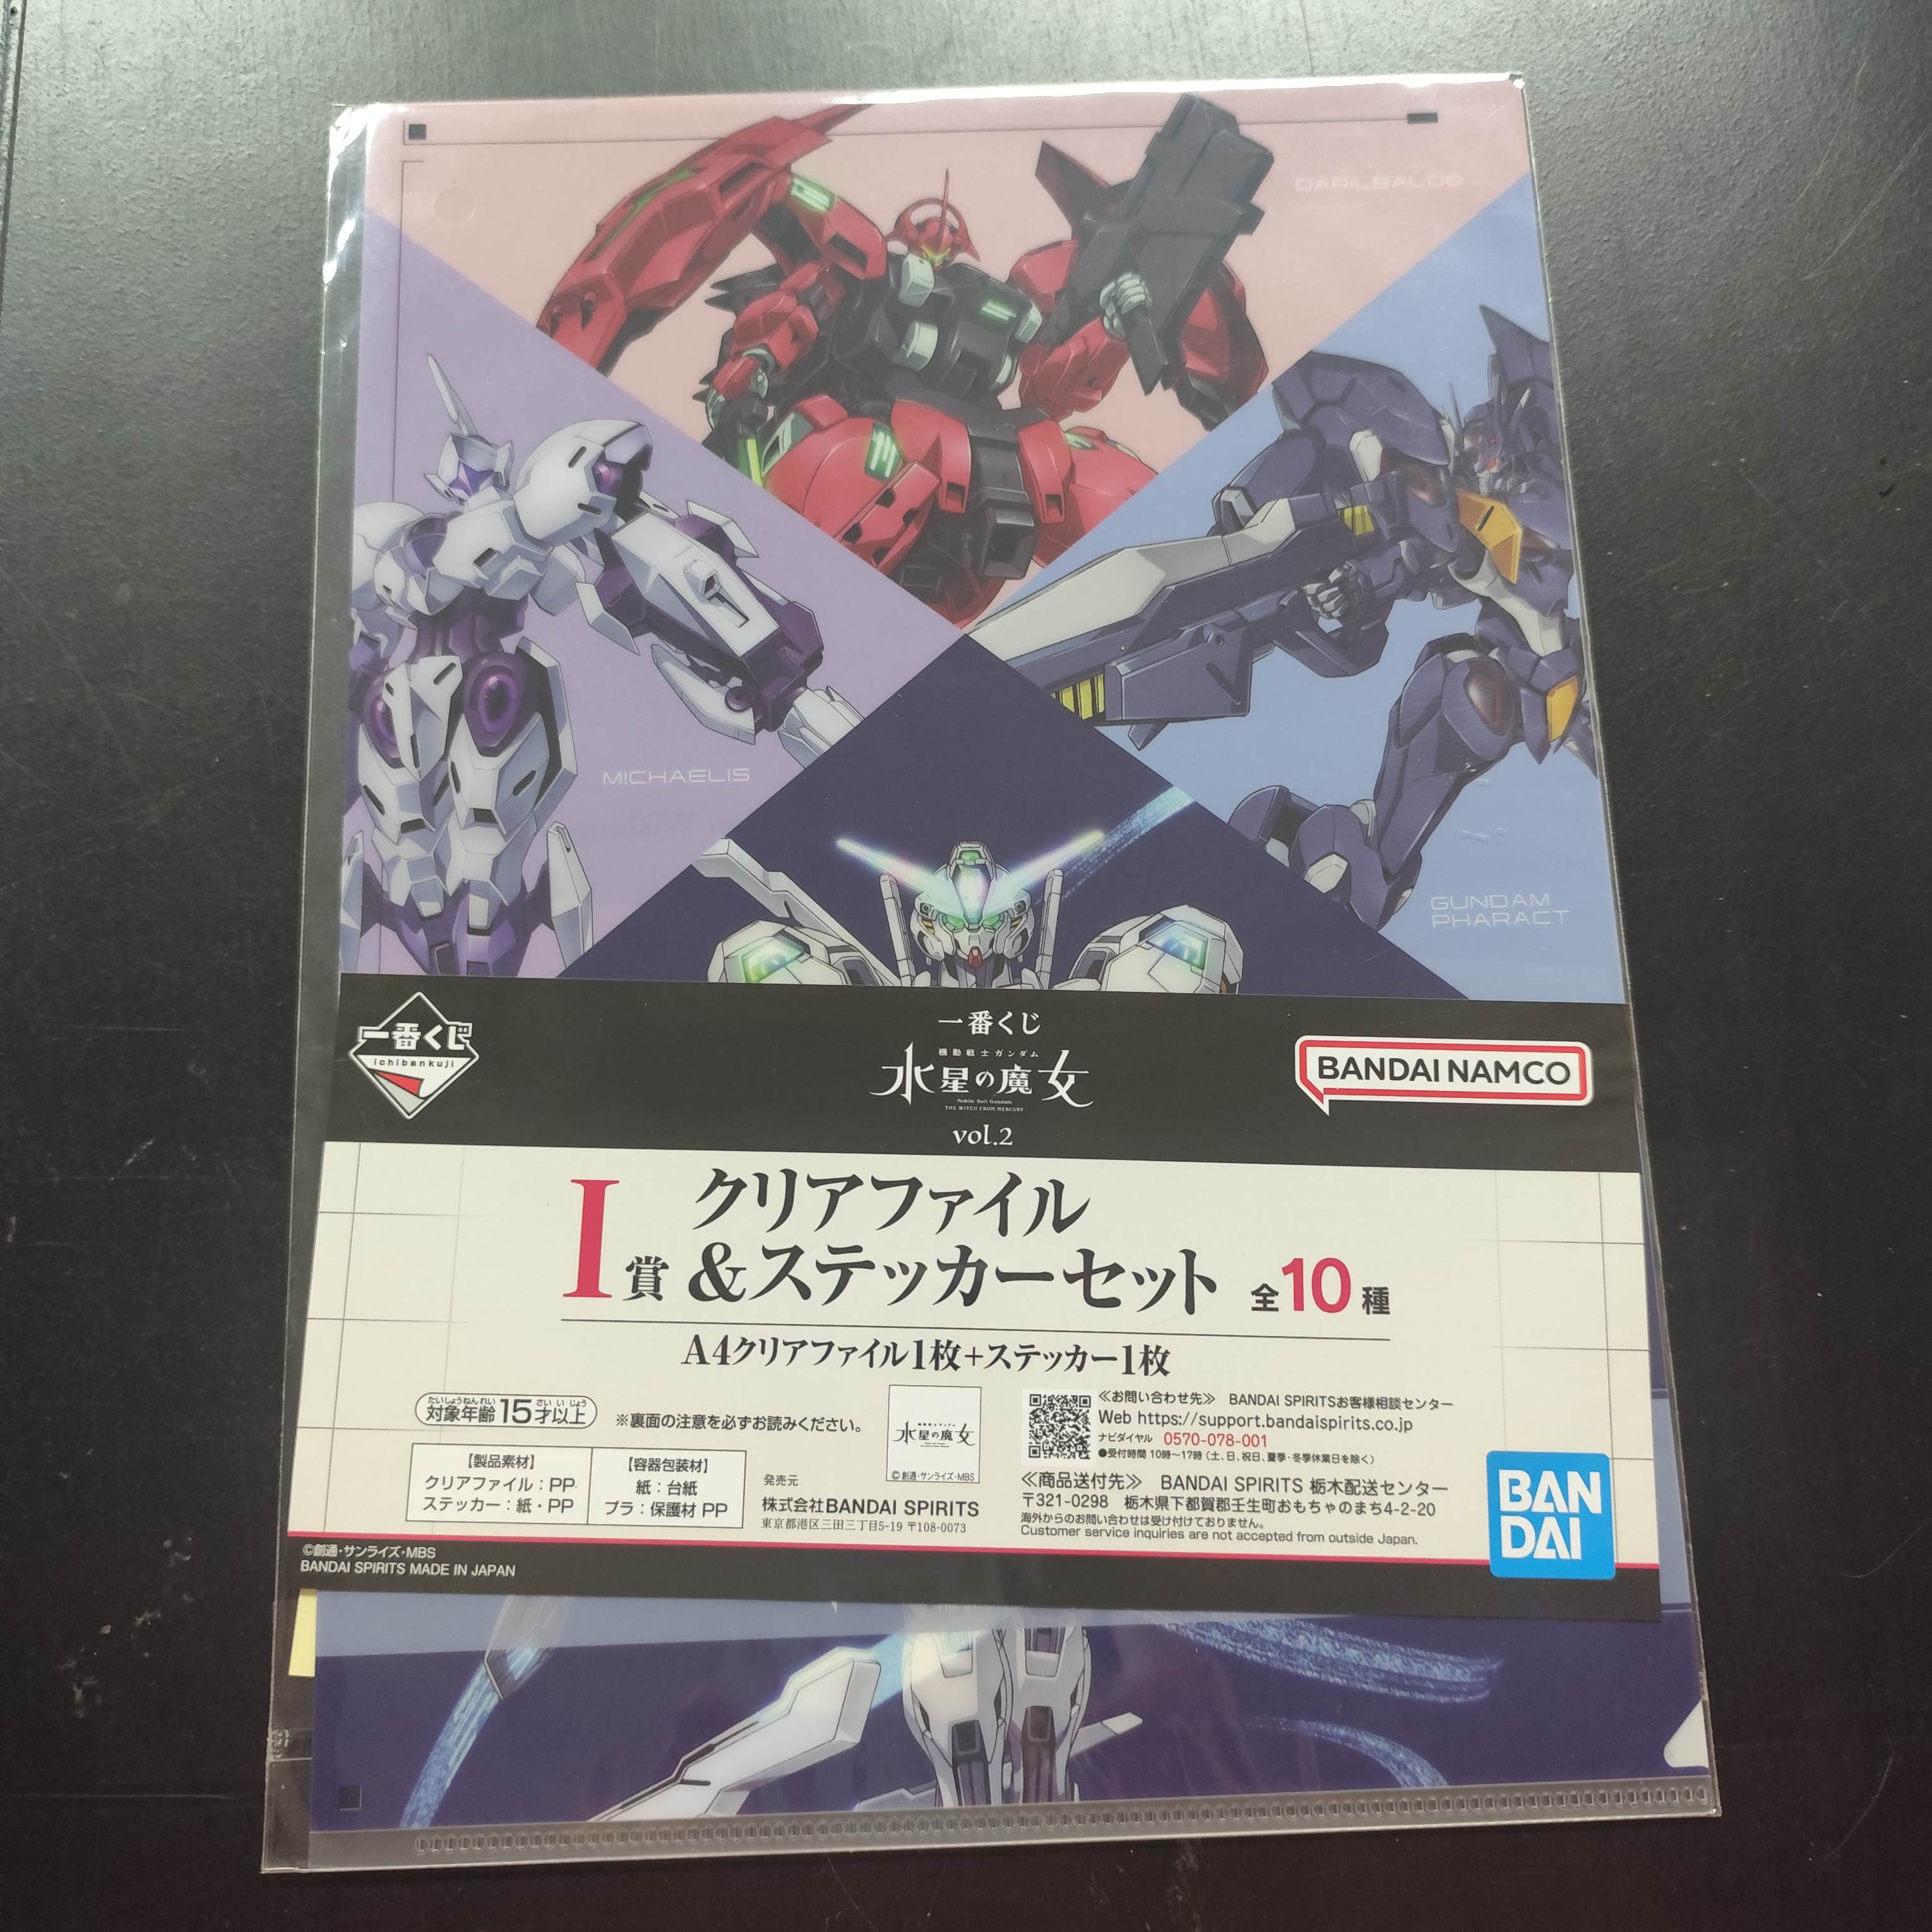 DARILBALDE
MICHAELIS
GUNDAM
PHARACT
一番くじ
ichibankuji
一番くじ
機動戦士ガンダム
水星の魔女
Mobile Suit Gundam
THE WITCH FROM MERCURY
vol.2
BANDAI NAMCO
I賞 クリアファイル
&ステッカーセット 全10種
A4クリアファイル1枚+ステッカー1枚
たいしょうねんれい さい いじょう
対象年齢15才以上
※裏面の注意を必ずお読みください。
【製品素材】
クリアファイル:PP
ステッカー:紙・PP
【容器包装材】
紙:台紙
プラ:保護材 PP
水星の魔女
©創通・サンライズ・MBS
発売元
株式会社BANDAI SPIRITS
東京都港区三田三丁目5-19 〒108-0073
≪お問い合わせ先≫ BANDAI SPIRITSお客様相談センター
Web https://support.bandaispirits.co.jp
ナビダイヤル 0570-078-001
●受付時間 10時〜17時(土、日、祝日、夏季・冬季休業日を除く)
≪商品送付先≫ BANDAI SPIRITS 栃木配送センター
〒321-0298 栃木県下都賀郡壬生町おもちゃのまち4-2-20
海外からのお問い合わせは受け付けておりません。
Customer service inquiries are not accepted from outside Japan.
BAN
DAI
©創通・サンライズ・MBS
BANDAI SPIRITS MADE IN JAPAN